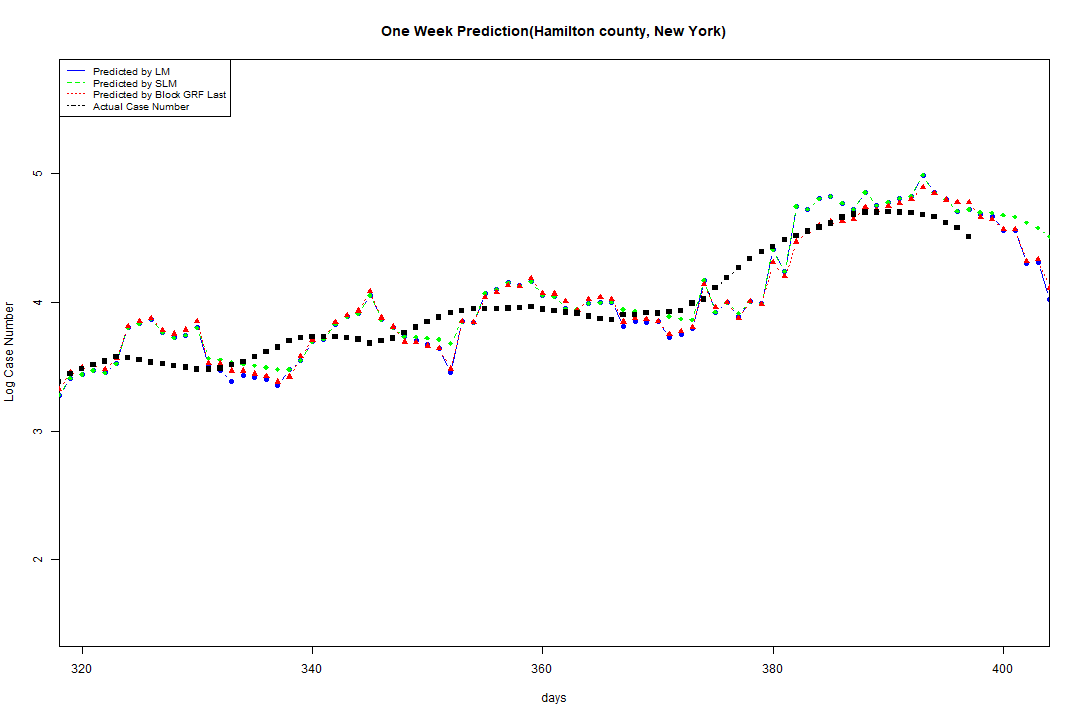 One Week Prediction(Hamilton county, New York)
Predicted by LM
Predicted by SLM
Predicted by Block GRF Last
Actual Case Number
5
4
3
2
Log Case Number
320 340 360 380 400
days